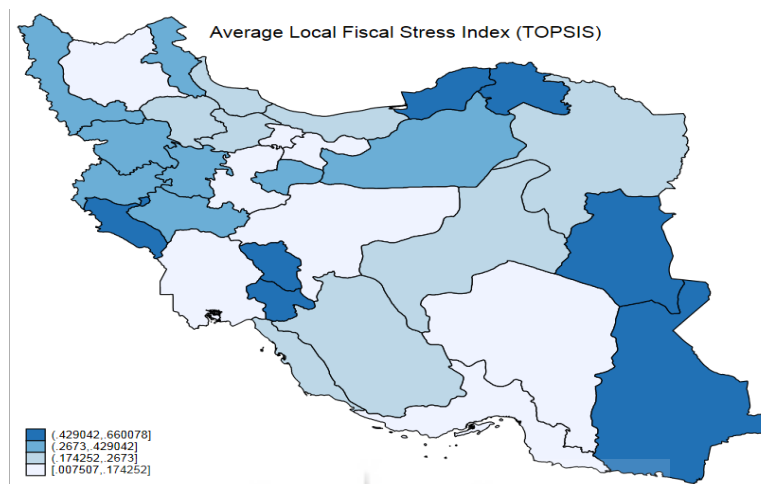 Average Local Fiscal Stress Index (TOPSIS)
(.429042,.660078]
(.2673,.429042]
(.174252,.2673]
[.007507,.174252]